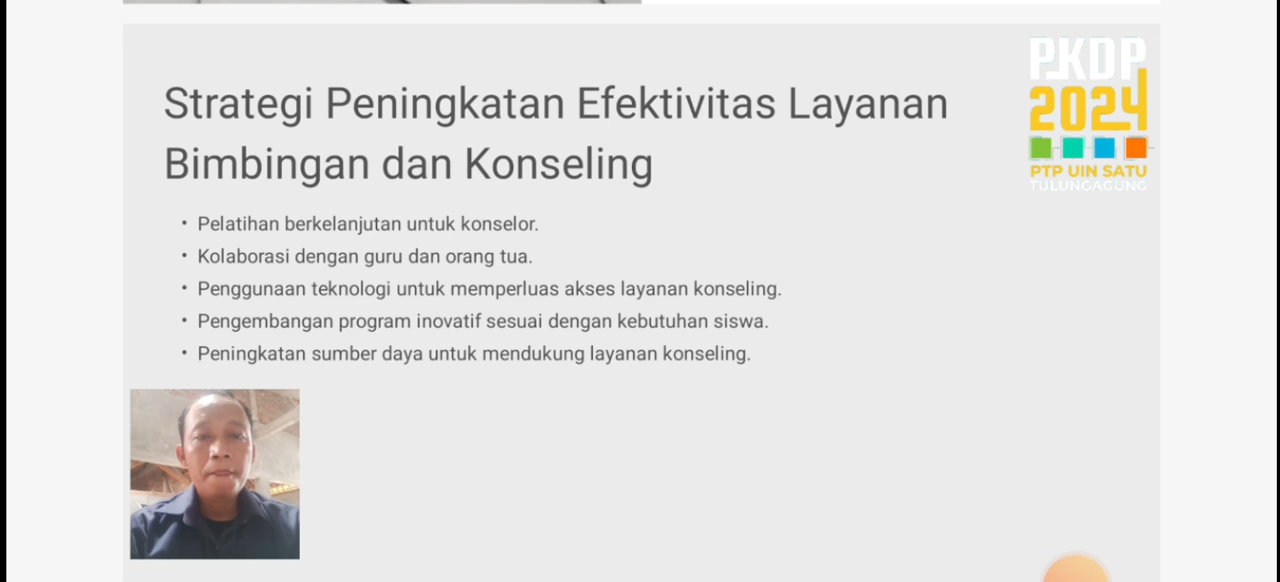 Strategi Peningkatan Efektivitas Layanan
Bimbingan dan Konseling
• Pelatihan berkelanjutan untuk konselor.
• Kolaborasi dengan guru dan orang tua.
• Penggunaan teknologi untuk memperluas akses layanan konseling.
• Pengembangan program inovatif sesuai dengan kebutuhan siswa.
• Peningkatan sumber daya untuk mendukung layanan konseling.
PKDP
2024
PTP UIN SATU
TULUNGAGUNG